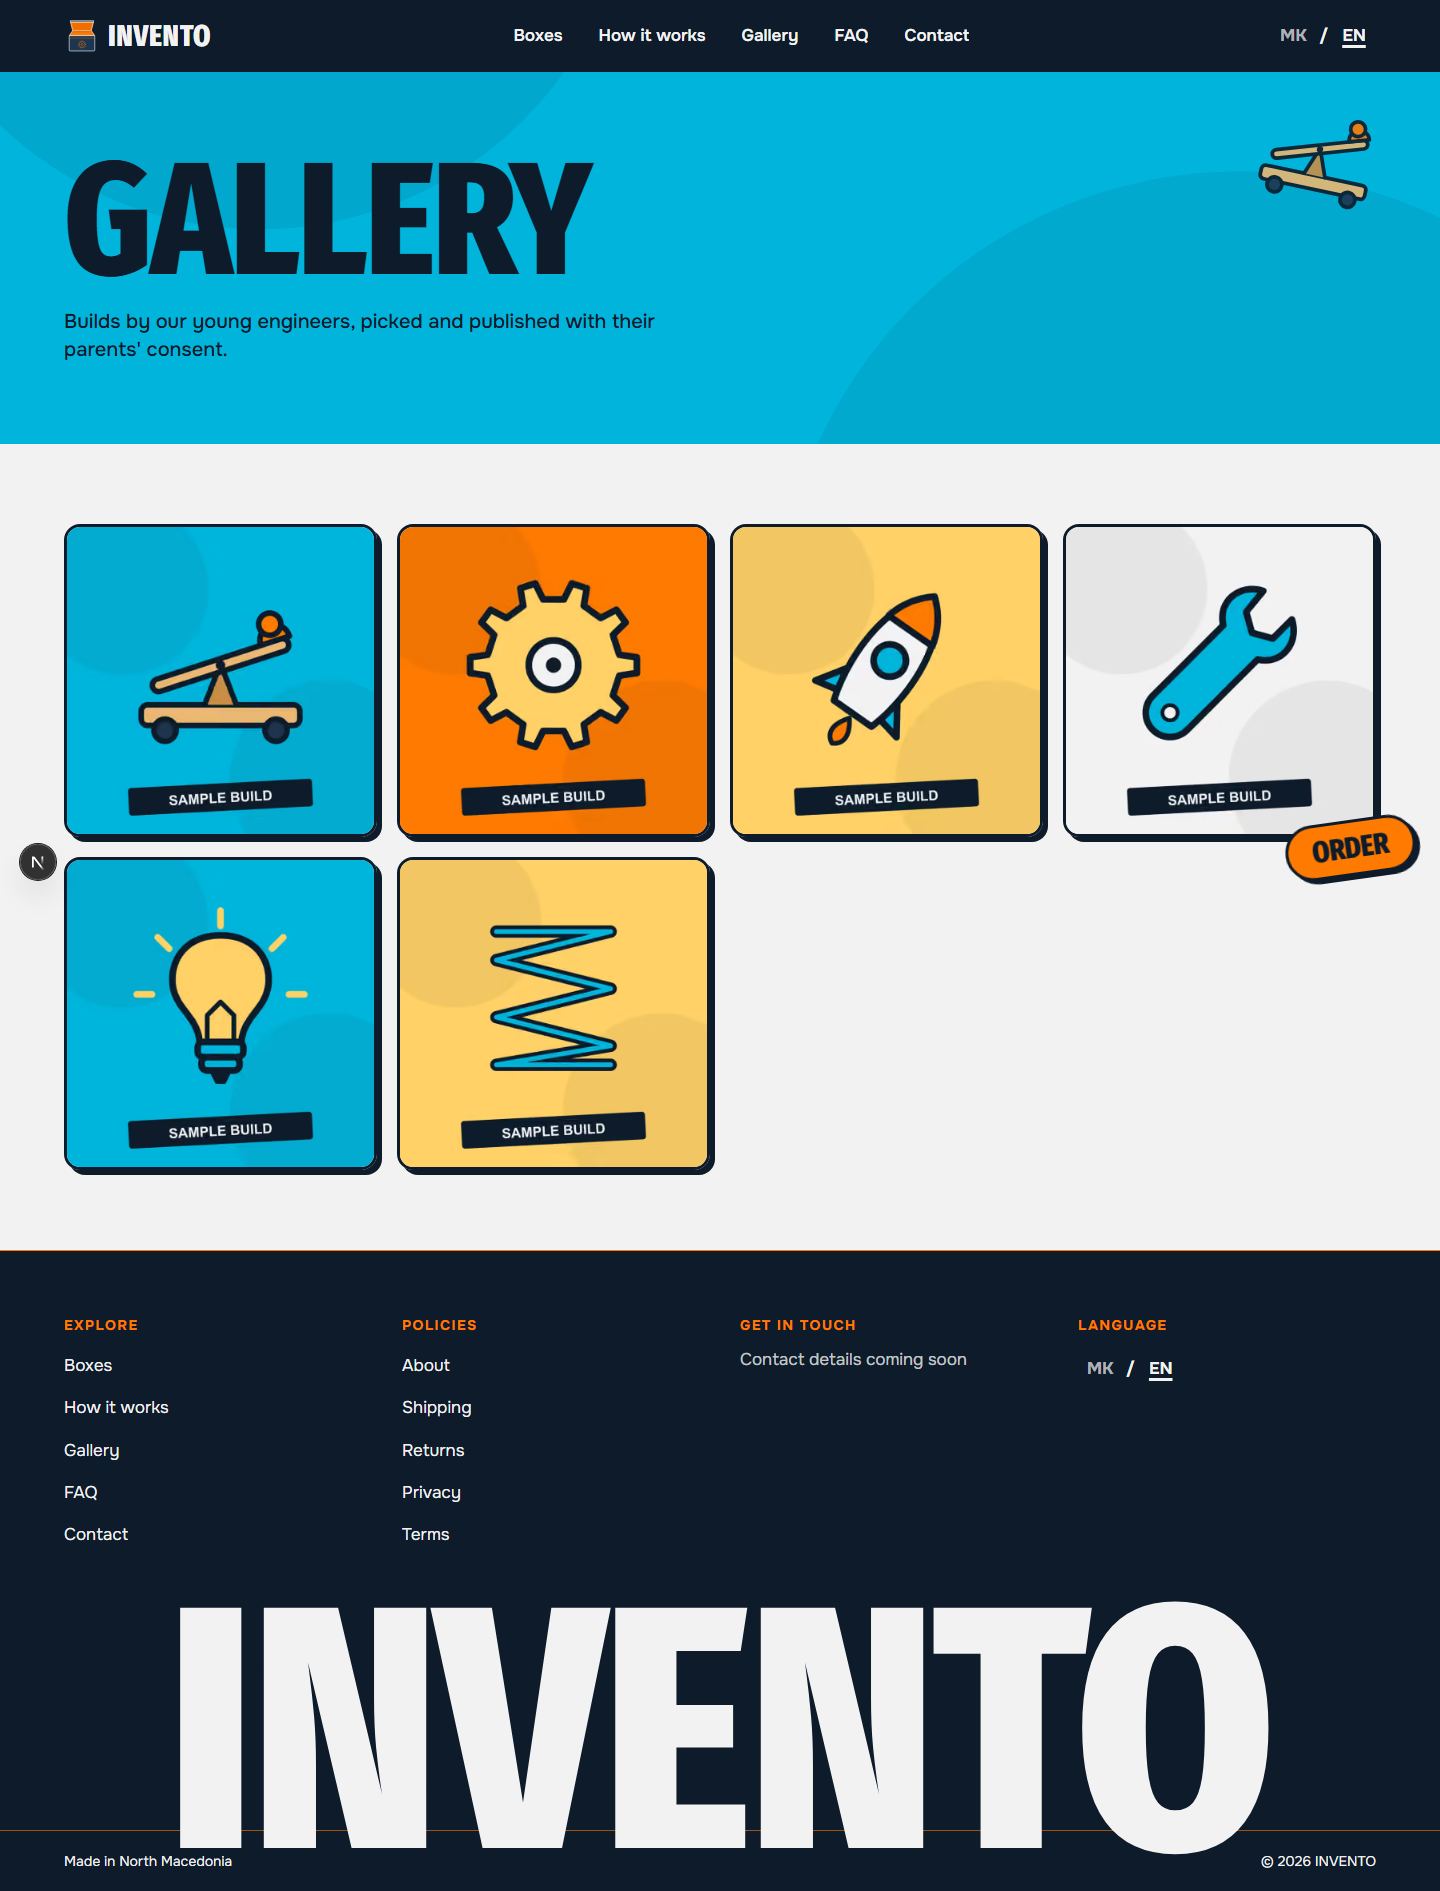 INVENTO
Boxes
How it works
Gallery
FAQ
Contact
MK / EN
GALLERY
Builds by our young engineers, picked and published with their
parents' consent.
SAMPLE BUILD
SAMPLE BUILD
SAMPLE BUILD
SAMPLE BUILD
ORDER
N
SAMPLE BUILD
SAMPLE BUILD
EXPLORE
Boxes
How it works
Gallery
FAQ
Contact
POLICIES
About
Shipping
Returns
Privacy
Terms
GET IN TOUCH
Contact details coming soon
LANGUAGE
MK / EN
INVENTO
Made in North Macedonia
© 2026 INVENTO